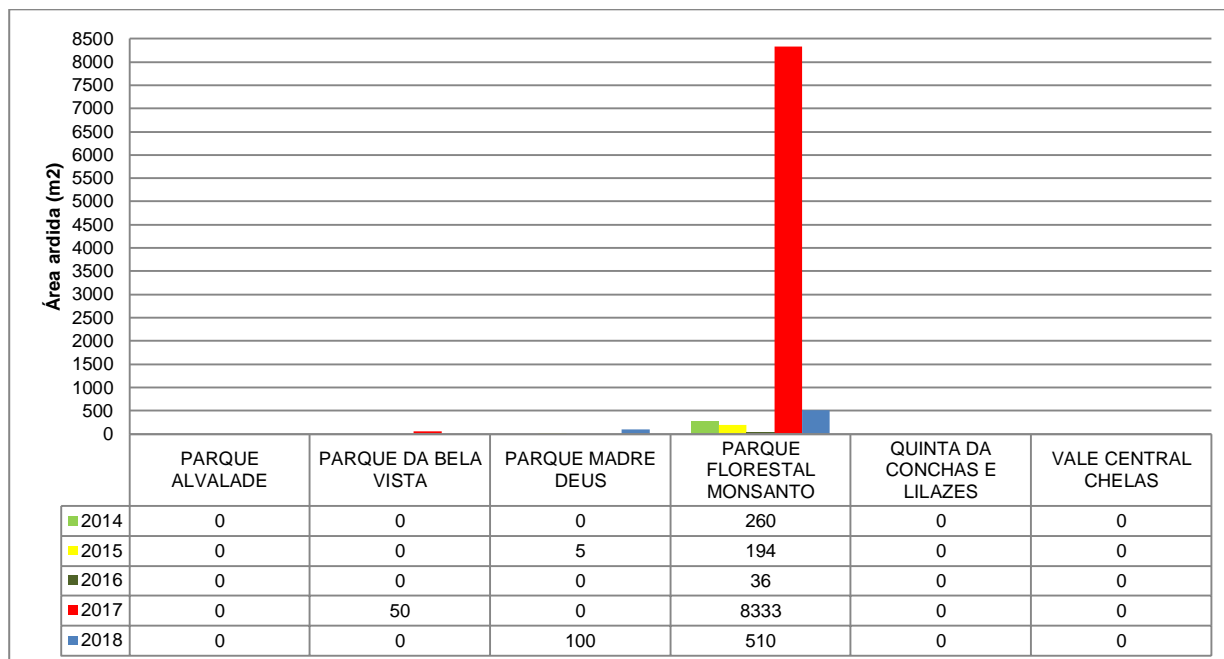 8500
8000
7500
7000
6500
6000
5500
5000
4500
4000
3500
3000
2500
2000
1500
1000
500
0
Área ardida (m2)
PARQUE ALVALADE
PARQUE DA BELA VISTA
PARQUE MADRE DEUS
PARQUE FLORESTAL MONSANTO
QUINTA DA CONCHAS E LILAZES
VALE CENTRAL CHELAS
2014 0 0 0 260 0 0
2015 0 0 5 194 0 0
2016 0 0 0 36 0 0
2017 0 50 0 8333 0 0
2018 0 0 100 510 0 0